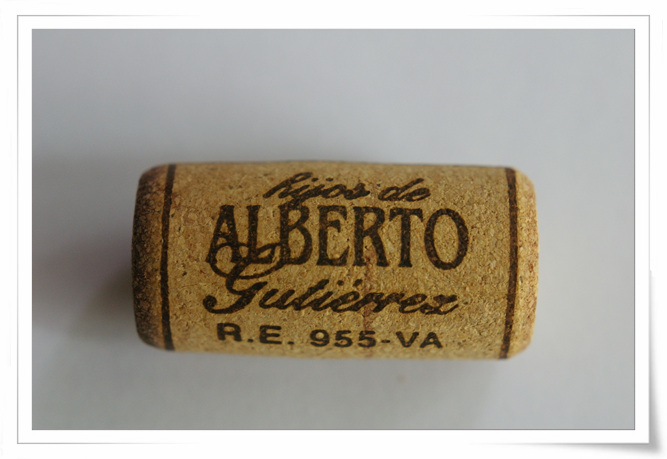 hijos de
ALBERTO
Gutiérrez
R.E. 955-VA